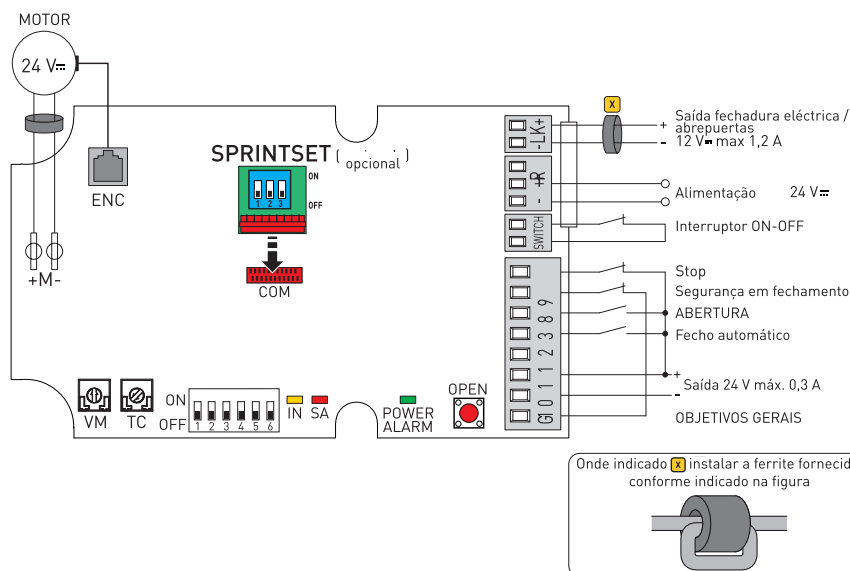 MOTOR
24 V⎓
ENC
+M-
SPRINTSET (opcional)
ON
OFF
1 2 3
COM
VM
TC
ON
OFF
1 2 3 4 5 6
IN
SA
POWER
ALARM
OPEN
-LK+
- +R
SWITCH
G1 0 1 1 2 3 8 9
X
+ Saída fechadura eléctrica /
abrepuertas
- 12 V⎓ max 1,2 A
Alimentação 24 V⎓
Interruptor ON-OFF
Stop
Segurança em fechamento
ABERTURA
Fecho automático
+
Saída 24 V máx. 0,3 A
-
OBJETIVOS GERAIS
Onde indicado X instalar a ferrite fornecid
conforme indicado na figura